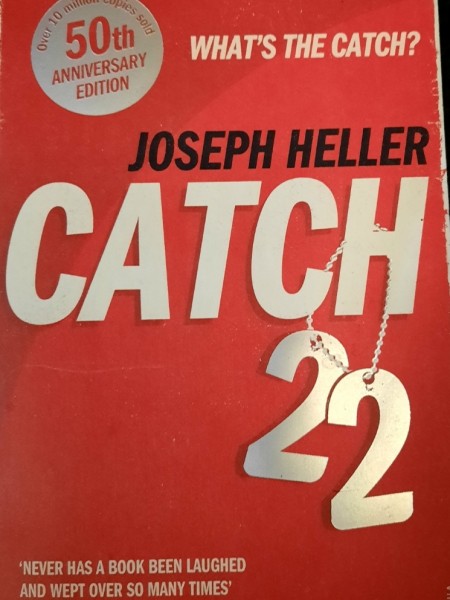 Over 10 million copies sold
50th
ANNIVERSARY
EDITION
WHAT'S THE CATCH?
JOSEPH HELLER
CATCH
22
'NEVER HAS A BOOK BEEN LAUGHED
AND WEPT OVER SO MANY TIMES'